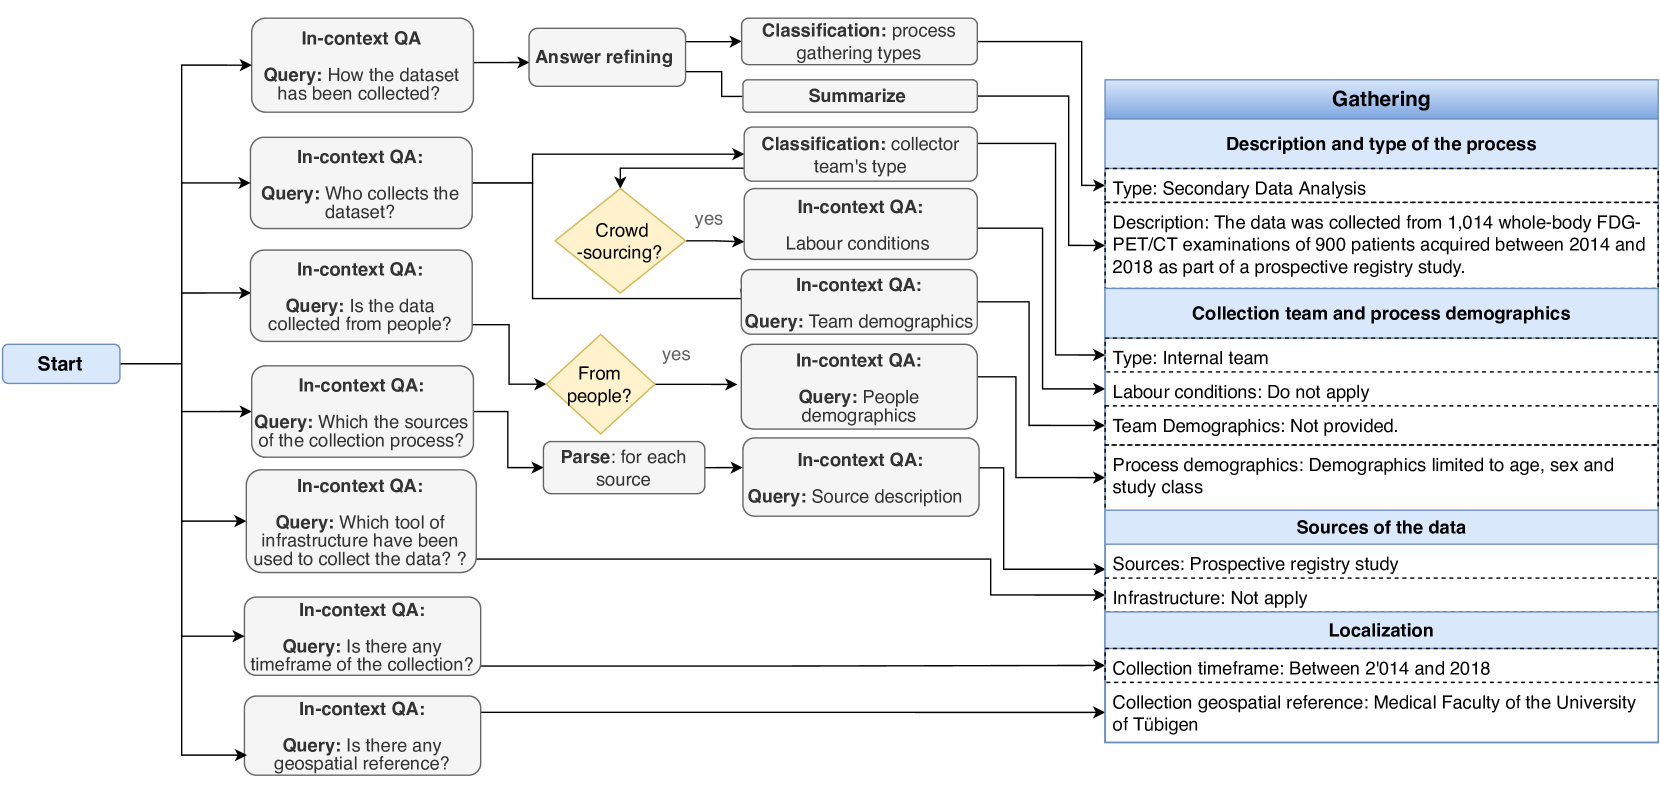 Start
In-context QA
Query: How the dataset
has been collected?
In-context QA:
Query: Who collects the
dataset?
In-context QA:
Query: Is the data
collected from people?
In-context QA:
Query: Which the sources
of the collection process?
In-context QA:
Query: Which tool of
infrastructure have been
used to collect the data? ?
In-context QA:
Query: Is there any
timeframe of the collection?
In-context QA:
Query: Is there any
geospatial reference?
Answer refining
Crowd
-sourcing?
yes
From
people?
yes
Parse: for each
source
Classification: process
gathering types
Summarize
Classification: collector
team's type
In-context QA:
Labour conditions
In-context QA:
Query: Team demographics
In-context QA:
Query: People
demographics
In-context QA:
Query: Source description
Gathering
Description and type of the process
Type: Secondary Data Analysis
Description: The data was collected from 1,014 whole-body FDG-
PET/CT examinations of 900 patients acquired between 2014 and
2018 as part of a prospective registry study.
Collection team and process demographics
Type: Internal team
Labour conditions: Do not apply
Team Demographics: Not provided.
Process demographics: Demographics limited to age, sex and
study class
Sources of the data
Sources: Prospective registry study
Infrastructure: Not apply
Localization
Collection timeframe: Between 2'014 and 2018
Collection geospatial reference: Medical Faculty of the University
of Tübigen